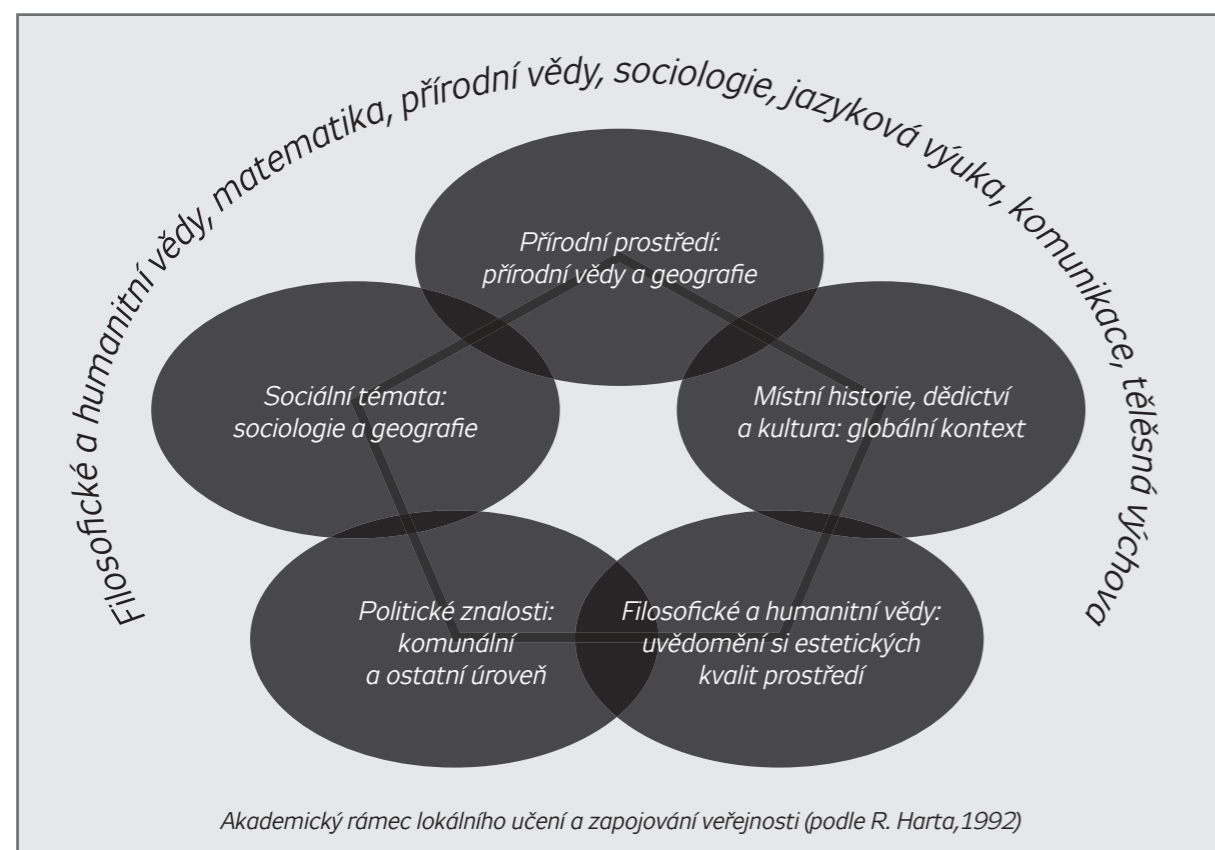 Filosofické a humanitní vědy, matematika, přírodní vědy, sociologie, jazyková výuka, komunikace, tělěsná výchova
Přírodní prostředí:
přírodní vědy a geografie
Sociální témata:
sociologie a geografie
Místní historie, dědictví
a kultura: globální kontext
Politické znalosti:
komunální
a ostatní úroveň
Filosofické a humanitní vědy:
uvědomění si estetických
kvalit prostředí
Akademický rámec lokálního učení a zapojování veřejnosti (podle R. Harta,1992)